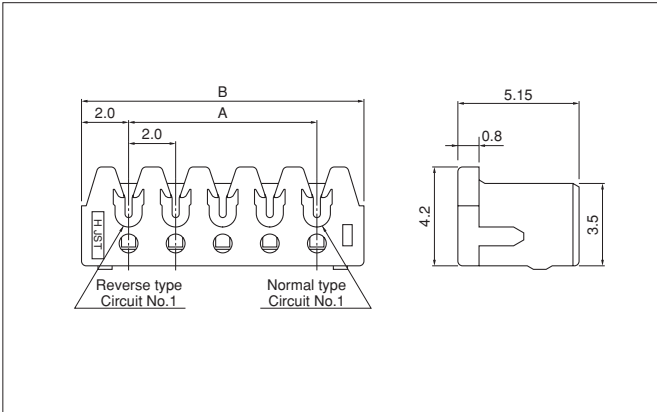 B
5.15
2.0
A
0.8
2.0
4.2
3.5
H JST
Reverse type
Circuit No.1
Normal type
Circuit No.1